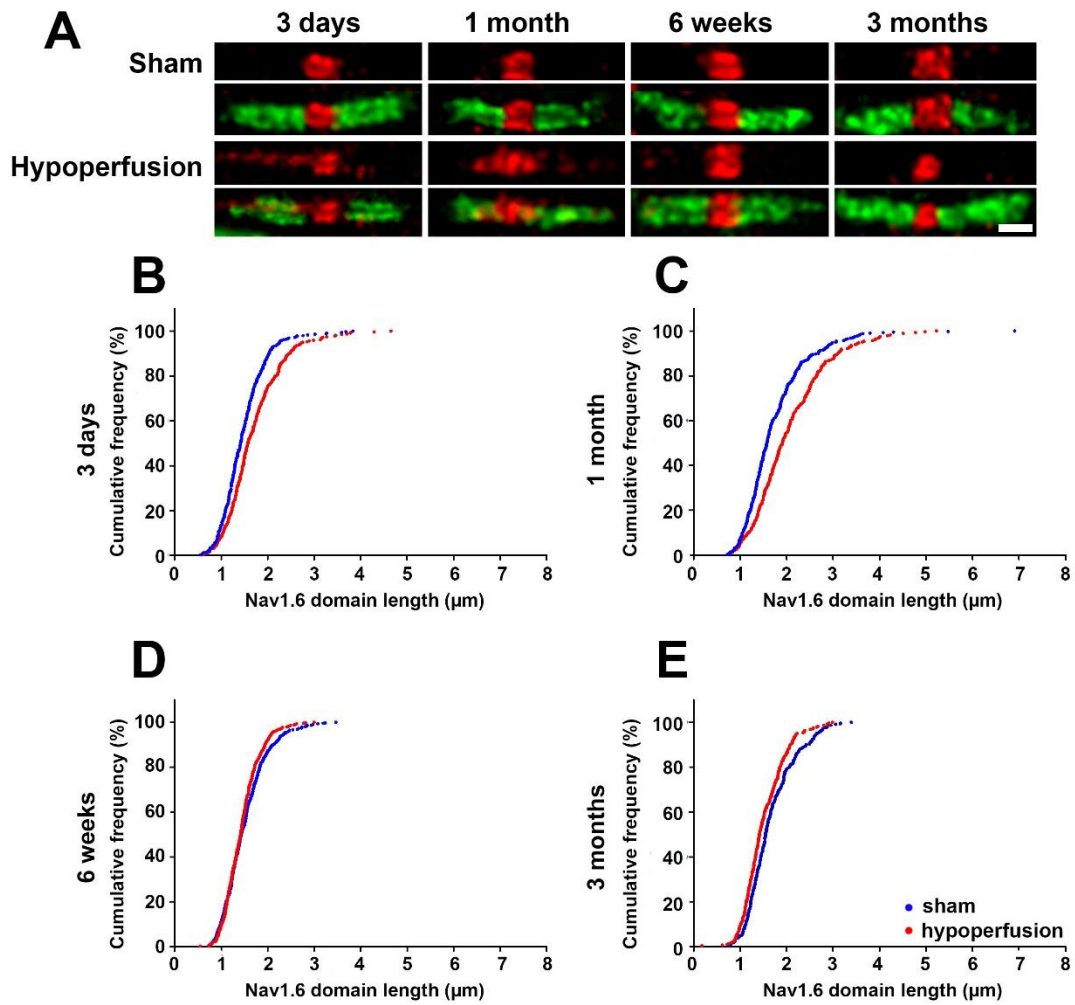 A
3 days 1 month 6 weeks 3 months
Sham
Hypoperfusion
B
3 days
Cumulative frequency (%)
100
80
60
40
20
0
0 1 2 3 4 5 6 7 8
Nav1.6 domain length (µm)
C
1 month
Cumulative frequency (%)
100
80
60
40
20
0
0 1 2 3 4 5 6 7 8
Nav1.6 domain length (µm)
D
6 weeks
Cumulative frequency (%)
100
80
60
40
20
0
0 1 2 3 4 5 6 7 8
Nav1.6 domain length (µm)
E
3 months
Cumulative frequency (%)
100
80
60
40
20
0
sham
hypoperfusion
0 1 2 3 4 5 6 7 8
Nav1.6 domain length (µm)